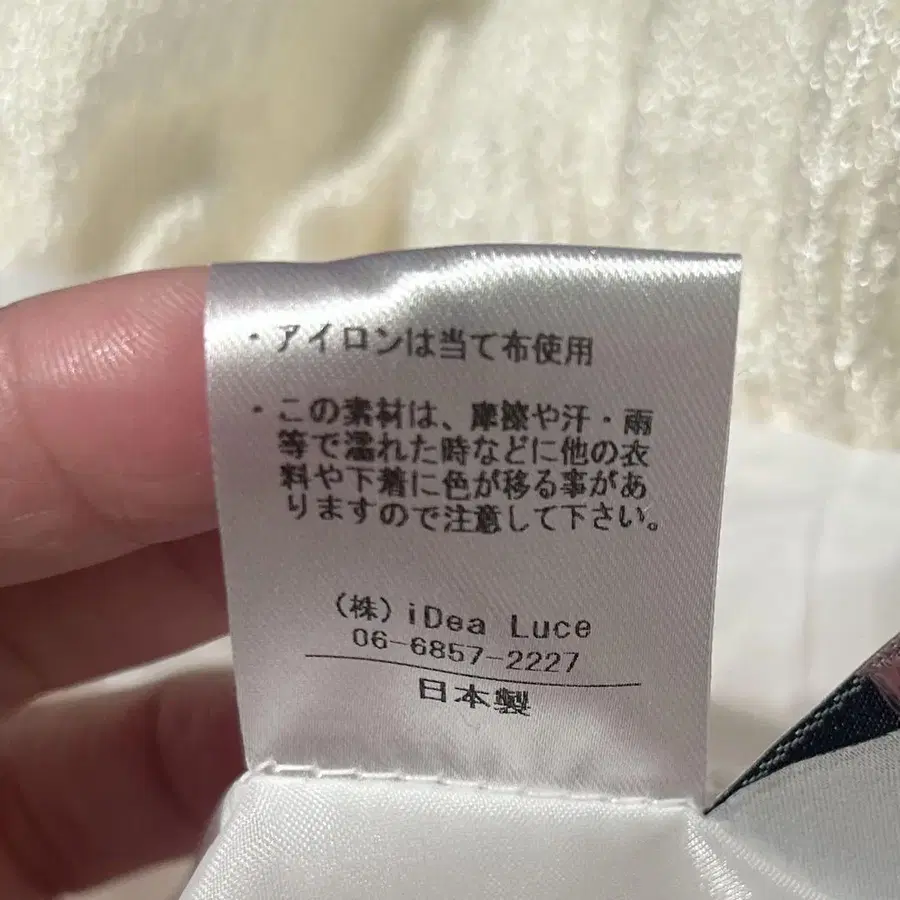 ・アイロンは当て布使用
・この素材は、摩擦や汗・雨
等で濡れた時などに他の衣
料や下着に色が移る事があ
りますので注意して下さい。
(株) iDea Luce
06-6857-2227
日本製